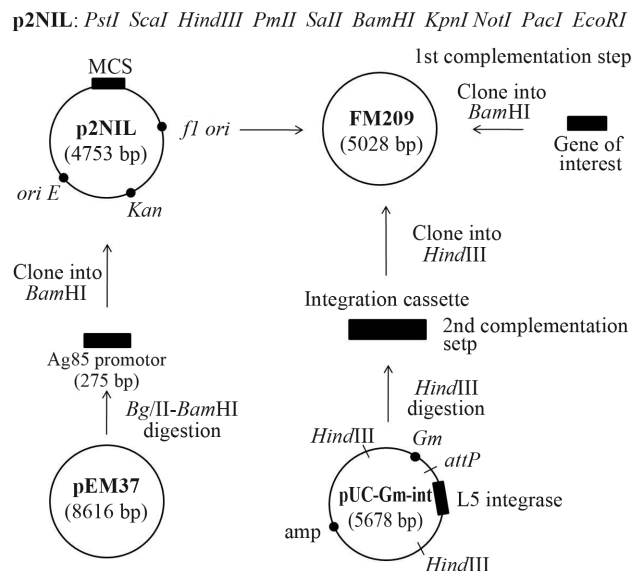 p2NIL: PstI ScaI HindIII PmII SaII BamHI KpnI NotI PacI EcoRI
1st complementation step
MCS
p2NIL
(4753 bp)
f1 ori
ori E
Kan
FM209
(5028 bp)
Clone into
BamHI
Gene of
interest
Clone into
BamHI
Clone into
HindIII
Integration cassette
2nd complementation
setp
Ag85 promotor
(275 bp)
Bg/II-BamHI
digestion
HindIII
digestion
pEM37
(8616 bp)
HindIII
Gm
attP
pUC-Gm-int
(5678 bp)
L5 integrase
amp
HindIII